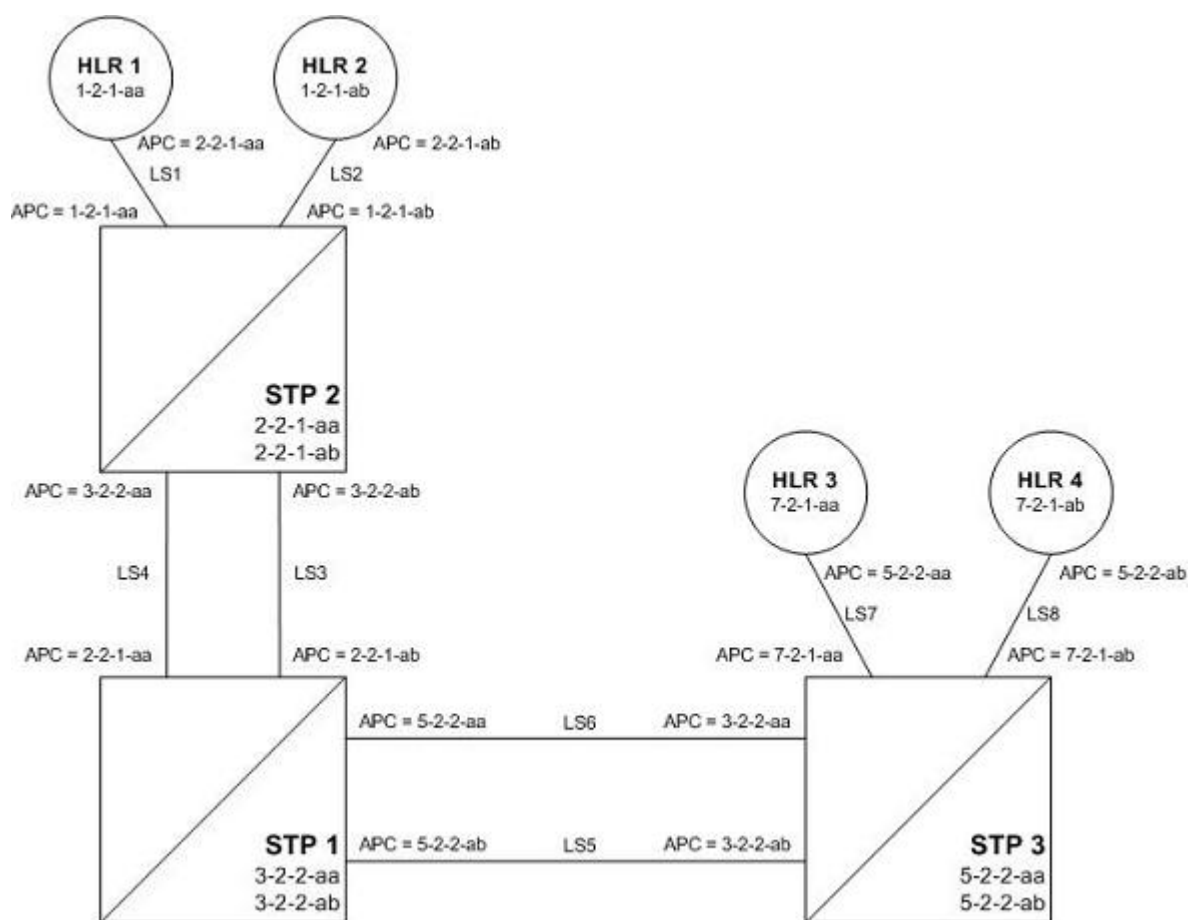 HLR 1
1-2-1-aa
HLR 2
1-2-1-ab
APC = 2-2-1-aa
APC = 2-2-1-ab
LS1
LS2
APC = 1-2-1-aa
APC = 1-2-1-ab
STP 2
2-2-1-aa
2-2-1-ab
APC = 3-2-2-aa
APC = 3-2-2-ab
HLR 3
7-2-1-aa
HLR 4
7-2-1-ab
LS4
LS3
APC = 5-2-2-aa
APC = 5-2-2-ab
LS7
LS8
APC = 2-2-1-aa
APC = 2-2-1-ab
APC = 7-2-1-aa
APC = 7-2-1-ab
APC = 5-2-2-aa
LS6
APC = 3-2-2-aa
APC = 5-2-2-ab
LS5
APC = 3-2-2-ab
STP 1
3-2-2-aa
3-2-2-ab
STP 3
5-2-2-aa
5-2-2-ab